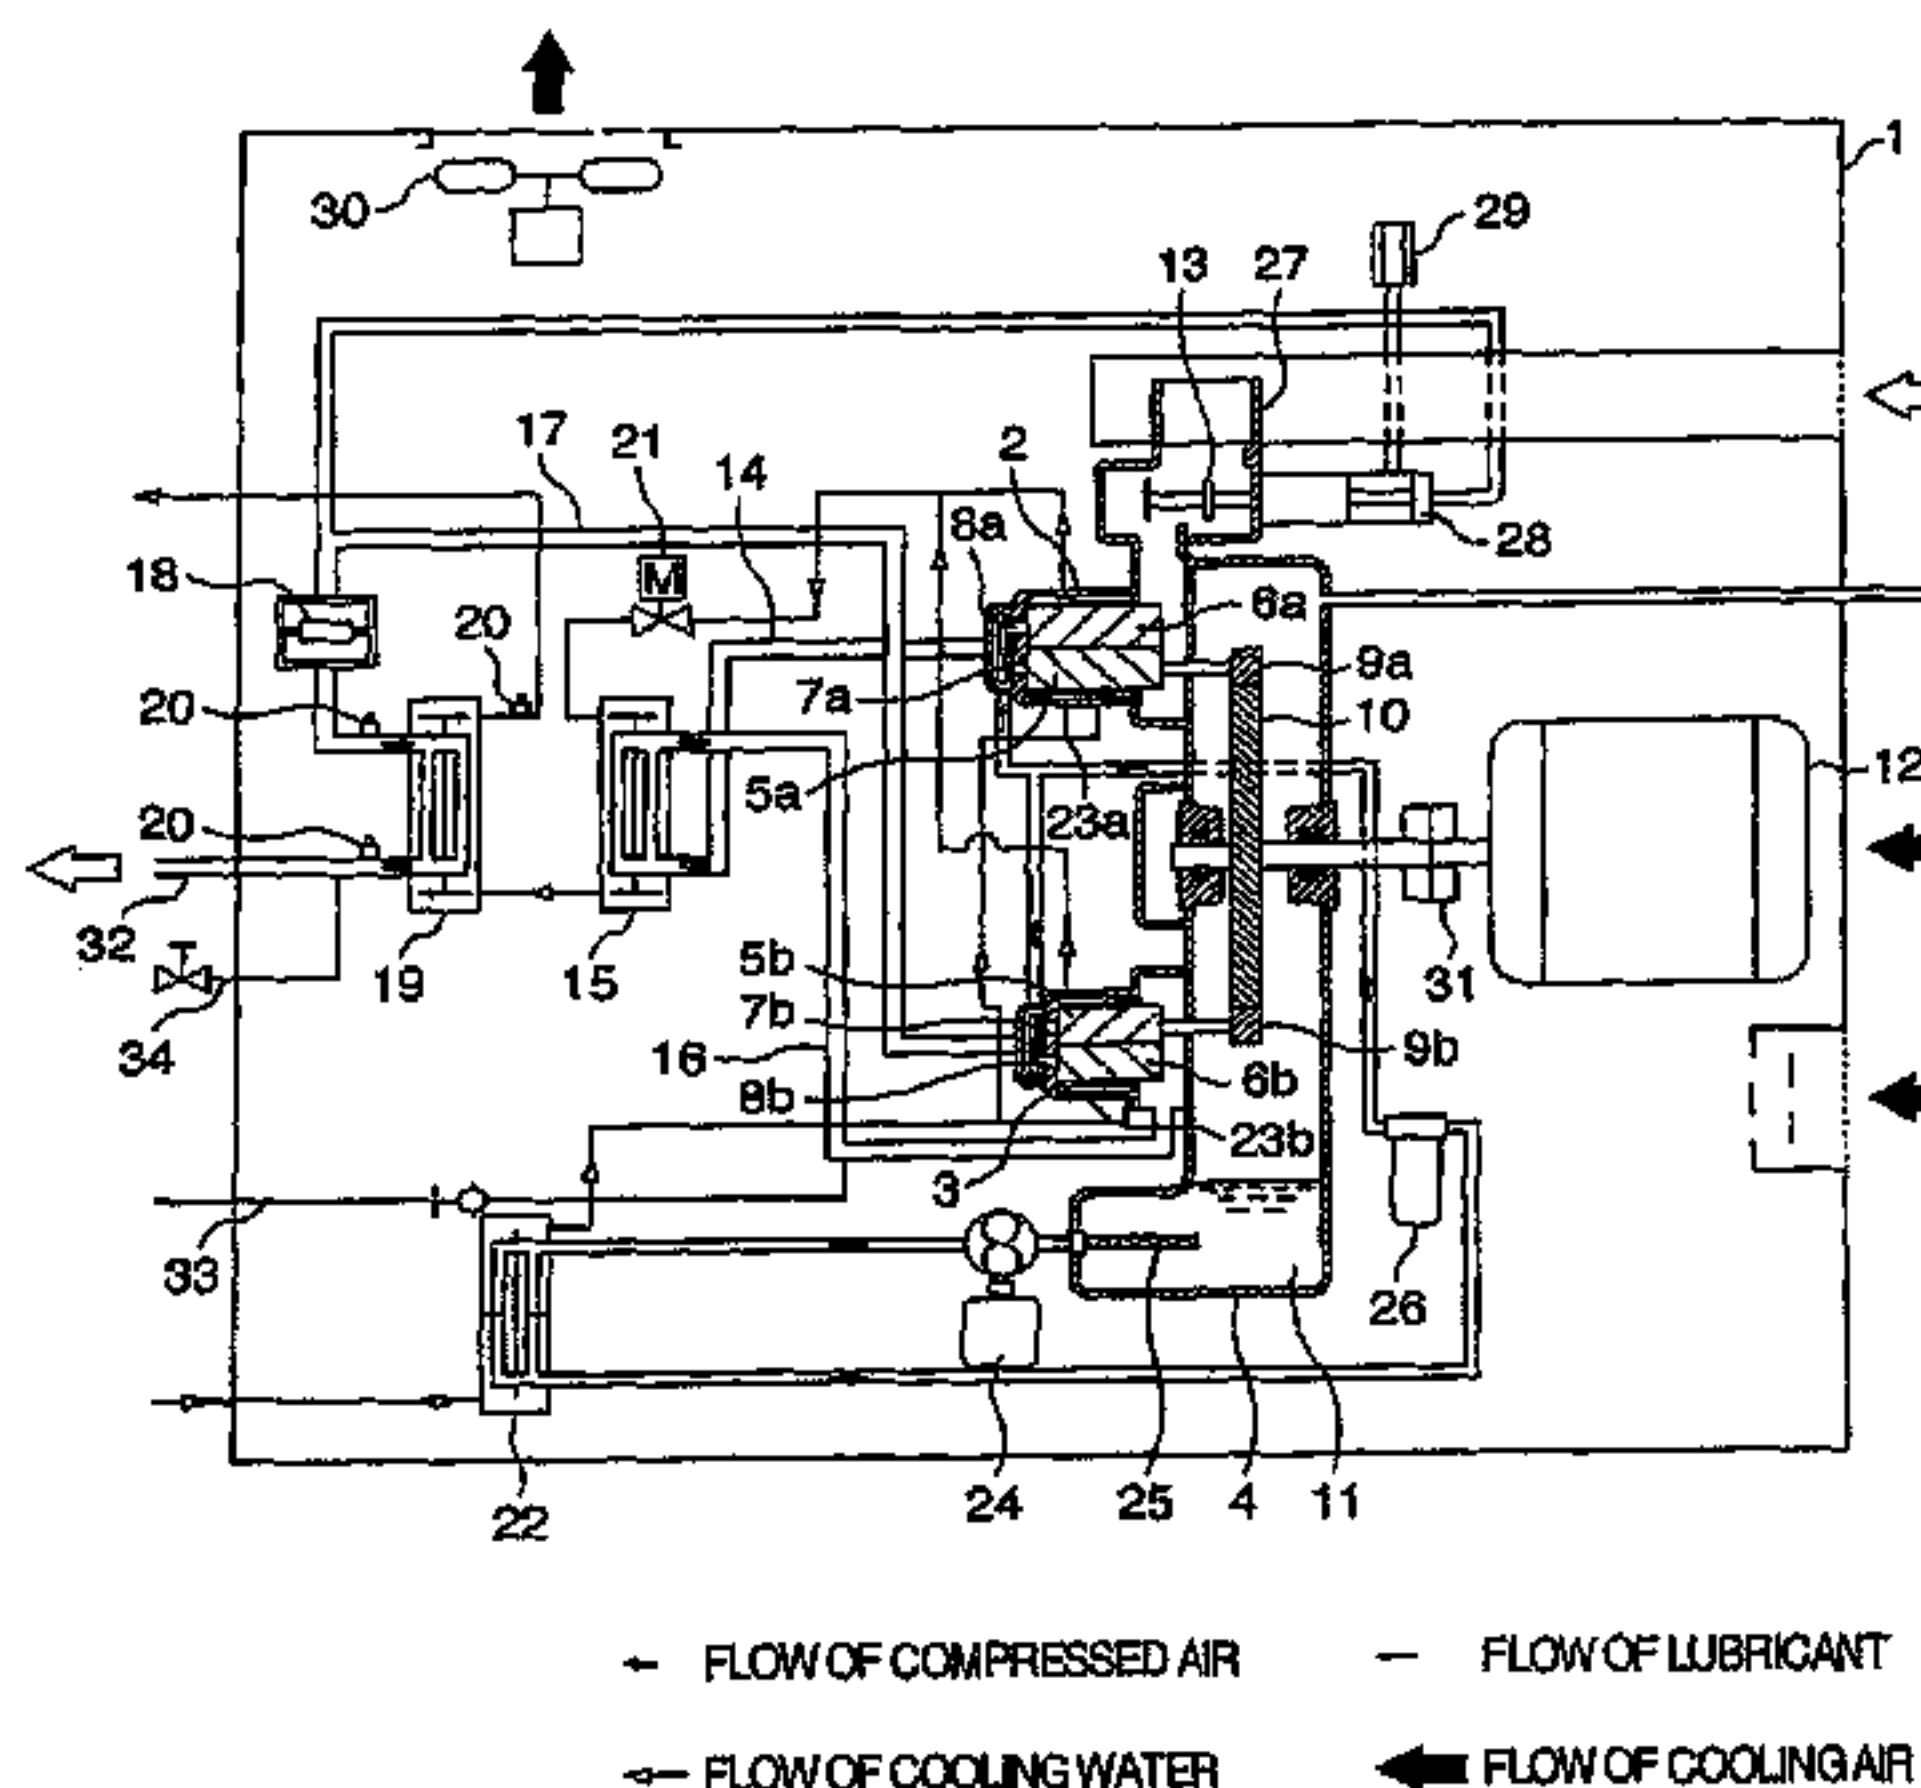 1
30
29
13 27
17 21 14 2
8a
28
18
20
6a
9a
20
7a
10
5a
12
20
23a
32
19 15
5b
31
7b
34
16
9b
8b
6b
23b
3
33
26
22 24 25 4 11
M
FLOW OF COMPRESSED AIR FLOW OF LUBRICANT
FLOW OF COOLING WATER FLOW OF COOLING AIR